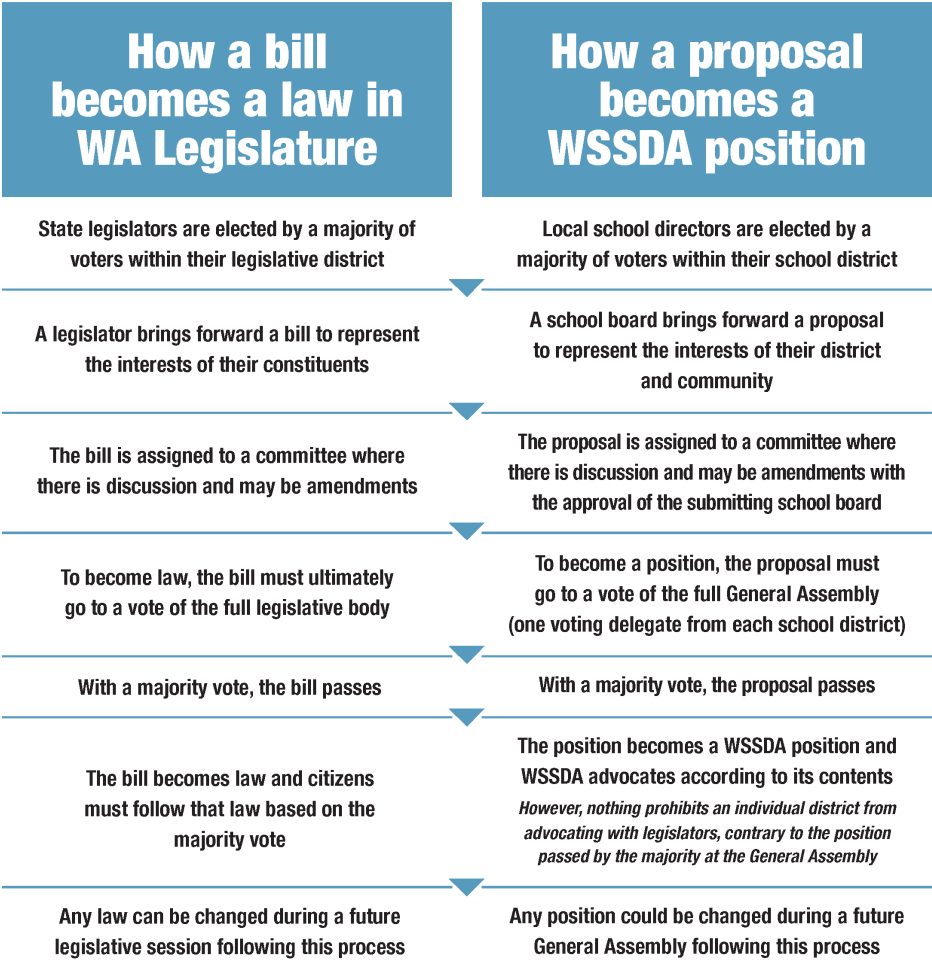 How a bill
becomes a law in
WA Legislature
How a proposal
becomes a
WSSDA position
State legislators are elected by a majority of
voters within their legislative district
Local school directors are elected by a
majority of voters within their school district
A legislator brings forward a bill to represent
the interests of their constituents
A school board brings forward a proposal
to represent the interests of their district
and community
The bill is assigned to a committee where
there is discussion and may be amendments
The proposal is assigned to a committee where
there is discussion and may be amendments with
the approval of the submitting school board
To become law, the bill must ultimately
go to a vote of the full legislative body
To become a position, the proposal must
go to a vote of the full General Assembly
(one voting delegate from each school district)
With a majority vote, the bill passes
With a majority vote, the proposal passes
The bill becomes law and citizens
must follow that law based on the
majority vote
The position becomes a WSSDA position and
WSSDA advocates according to its contents
However, nothing prohibits an individual district from
advocating with legislators, contrary to the position
passed by the majority at the General Assembly
Any law can be changed during a future
legislative session following this process
Any position could be changed during a future
General Assembly following this process